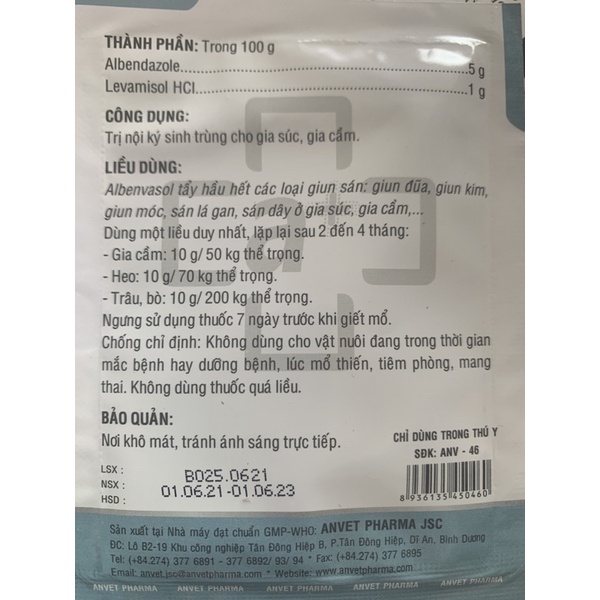 THÀNH PHẦN: Trong 100 g
Albendazole..................................................................5 g
Levamisol HCl..............................................................1 g
CÔNG DỤNG:
Trị nội ký sinh trùng cho gia súc, gia cầm.
LIỀU DÙNG:
Albenvasol tẩy hầu hết các loại giun sán: giun đũa, giun kim,
giun móc, sán lá gan, sán dây ở gia súc, gia cầm,...
Dùng một liều duy nhất, lặp lại sau 2 đến 4 tháng:
- Gia cầm: 10 g/ 50 kg thể trọng.
- Heo: 10 g/ 70 kg thể trọng.
- Trâu, bò: 10 g/ 200 kg thể trọng.
Ngưng sử dụng thuốc 7 ngày trước khi giết mổ.
Chống chỉ định: Không dùng cho vật nuôi đang trong thời gian
mắc bệnh hay dưỡng bệnh, lúc mổ thiến, tiêm phòng, mang
thai. Không dùng thuốc quá liều.
BẢO QUẢN:
Nơi khô mát, tránh ánh sáng trực tiếp.
CHỈ DÙNG TRONG THÚ Y
SĐK: ANV - 46
LSX : B025.0621
NSX : 01.06.21-01.06.23
HSD :
8 936135 450460
Sản xuất tại Nhà máy đạt chuẩn GMP-WHO: ANVET PHARMA JSC
ĐC: Lô B2-19 Khu công nghiệp Tân Đông Hiệp B, P.Tân Đông Hiệp, Dĩ An, Bình Dương
Tel: (+84.274) 377 6891 - 377 6892/ 93/ 94 * Fax: (+84.274) 377 6895
Email: anvet.jsc@anvetpharma.com * Website: www.anvetpharma.com
ANVET PHARMA ANVET PHARMA ANVET PHARMA ANVET PHARMA ANVET PHARMA